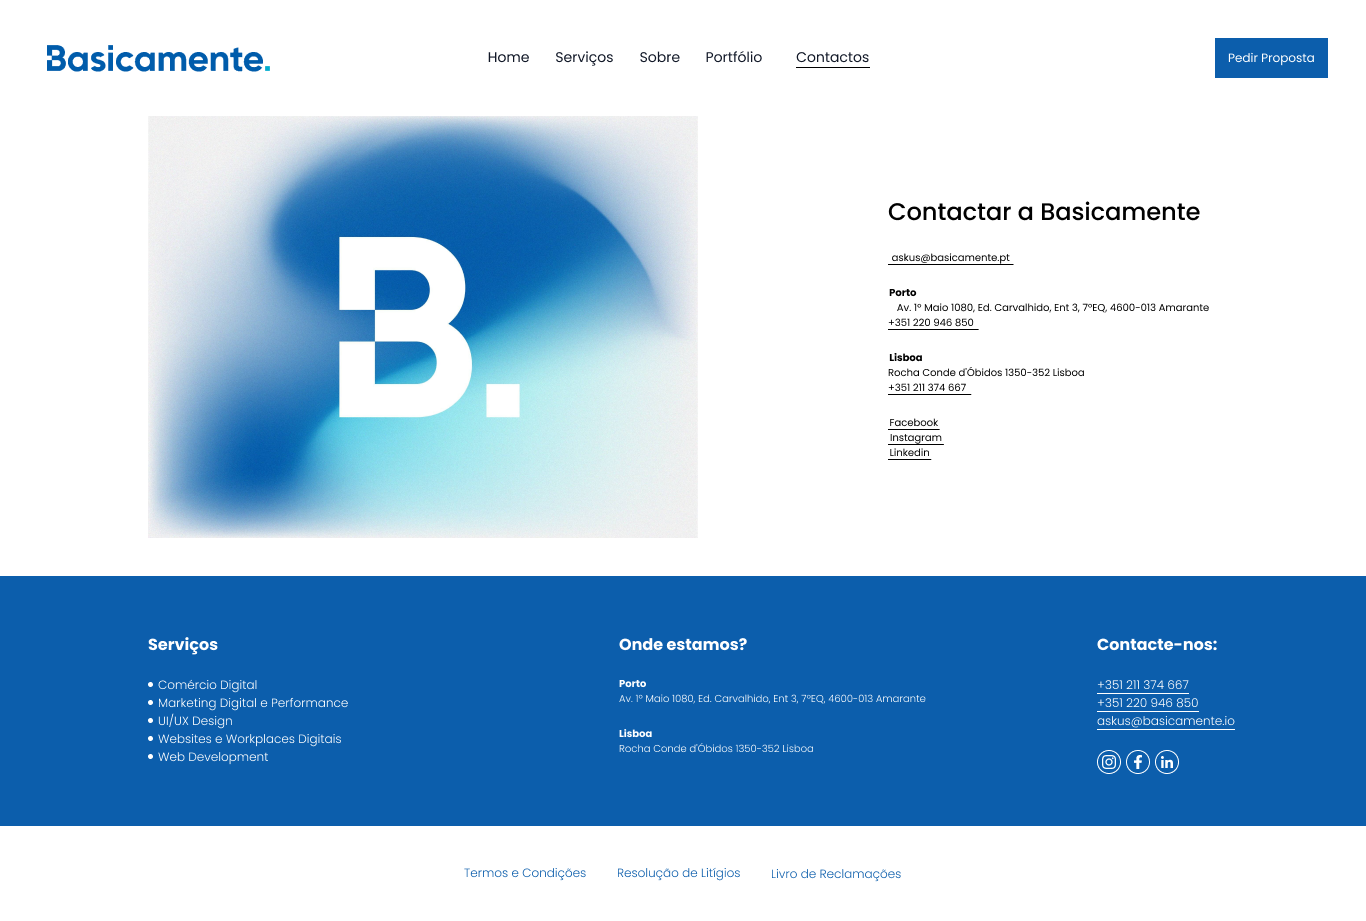 Basicamente.
Home Serviços Sobre Portfólio Contactos
Pedir Proposta
B.
Contactar a Basicamente
askus@basicamente.pt
Porto
Av. 1º Maio 1080, Ed. Carvalhido, Ent 3, 7ºEQ, 4600-013 Amarante
+351 220 946 850
Lisboa
Rocha Conde d'Óbidos 1350-352 Lisboa
+351 211 374 667
Facebook
Instagram
Linkedin
Serviços
Comércio Digital
Marketing Digital e Performance
UI/UX Design
Websites e Workplaces Digitais
Web Development
Onde estamos?
Porto
Av. 1º Maio 1080, Ed. Carvalhido, Ent 3, 7ºEQ, 4600-013 Amarante
Lisboa
Rocha Conde d'Óbidos 1350-352 Lisboa
Contacte-nos:
+351 211 374 667
+351 220 946 850
askus@basicamente.io
Termos e Condições Resolução de Litígios Livro de Reclamações